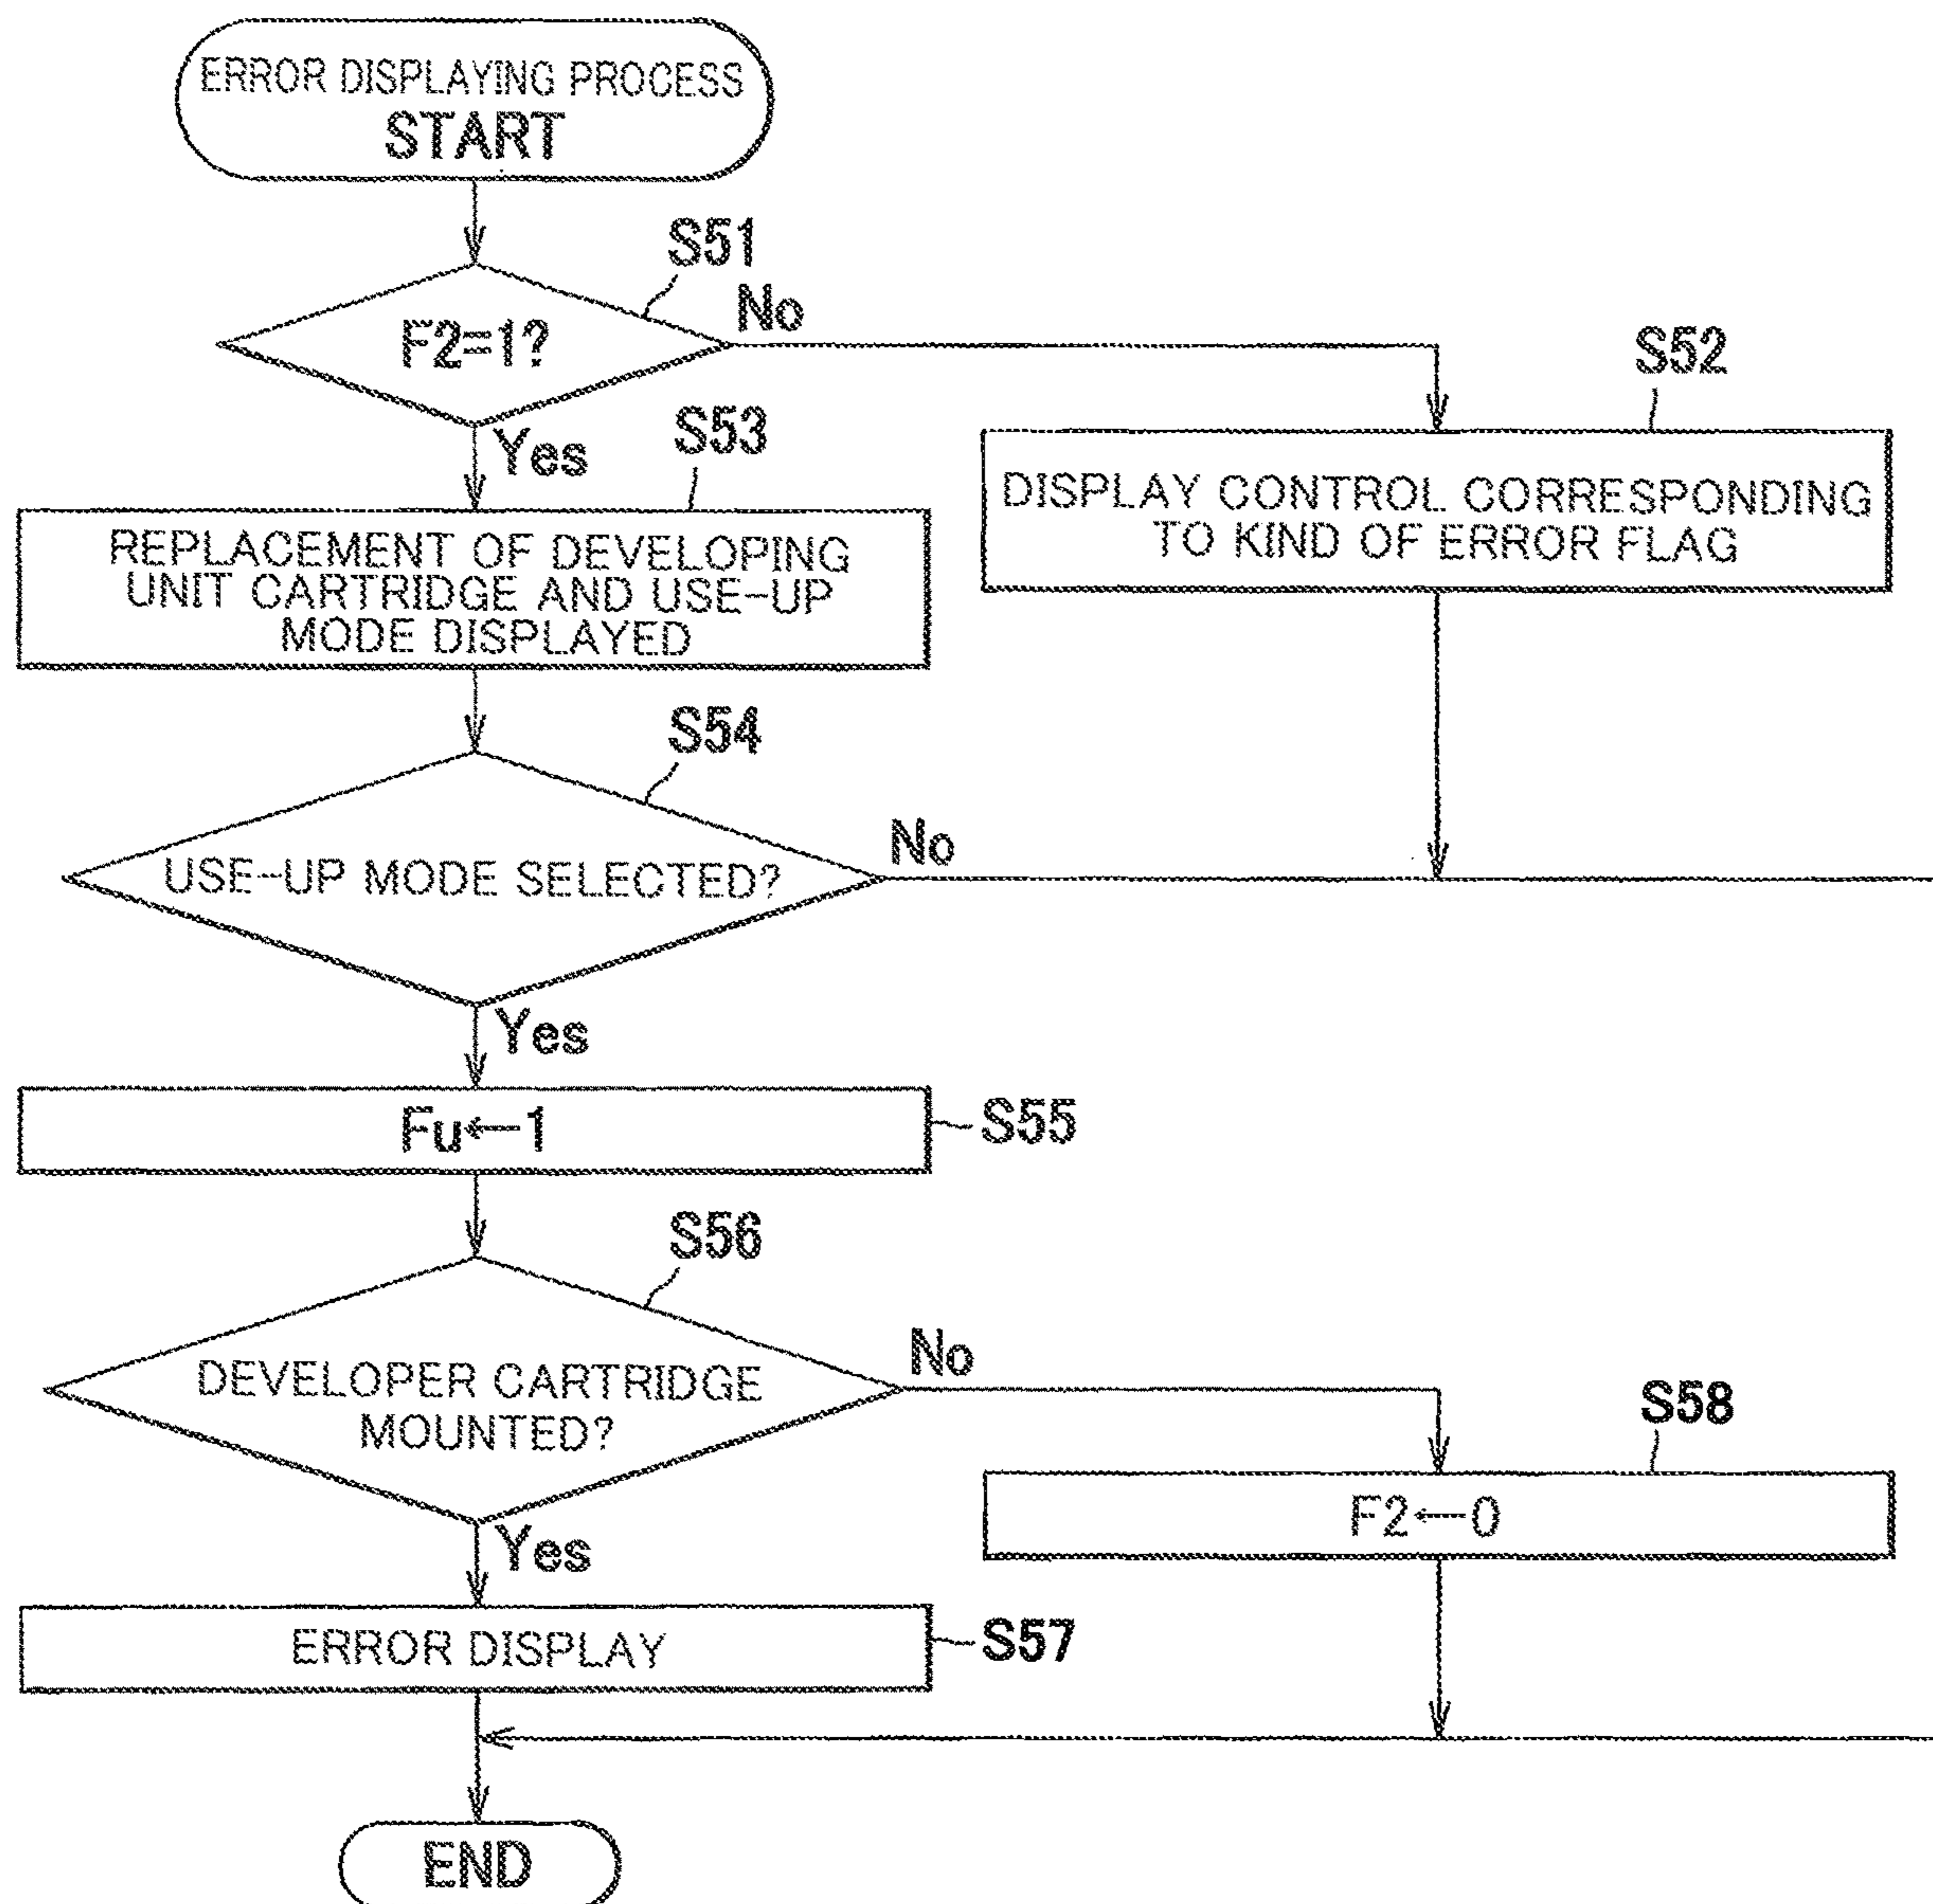 ERROR DISPLAYING PROCESS
START
S51
F2=1?
No
Yes
S52
DISPLAY CONTROL CORRESPONDING
TO KIND OF ERROR FLAG
S53
REPLACEMENT OF DEVELOPING
UNIT CARTRIDGE AND USE-UP
MODE DISPLAYED
S54
USE-UP MODE SELECTED?
No
Yes
Fu←1
S55
S56
DEVELOPER CARTRIDGE
MOUNTED?
No
Yes
S58
F2←0
ERROR DISPLAY
S57
END